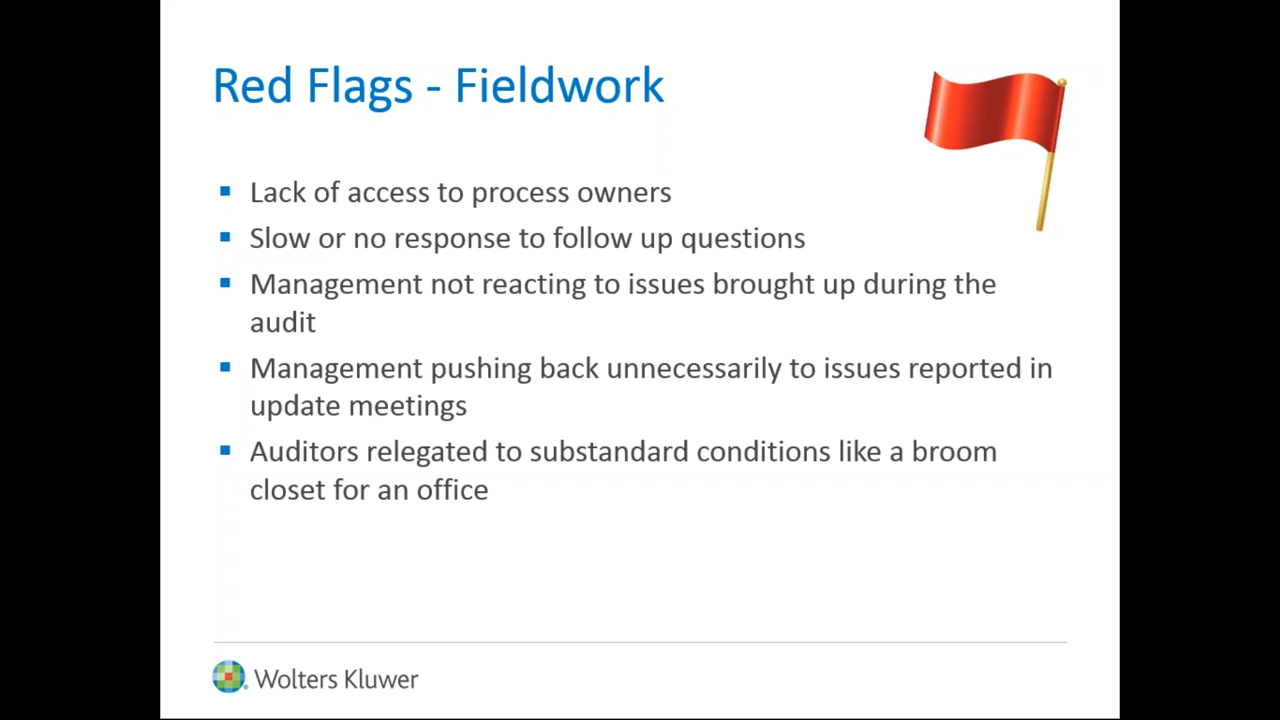 Red Flags - Fieldwork
▪ Lack of access to process owners
▪ Slow or no response to follow up questions
▪ Management not reacting to issues brought up during the
audit
▪ Management pushing back unnecessarily to issues reported in
update meetings
▪ Auditors relegated to substandard conditions like a broom
closet for an office
Wolters Kluwer